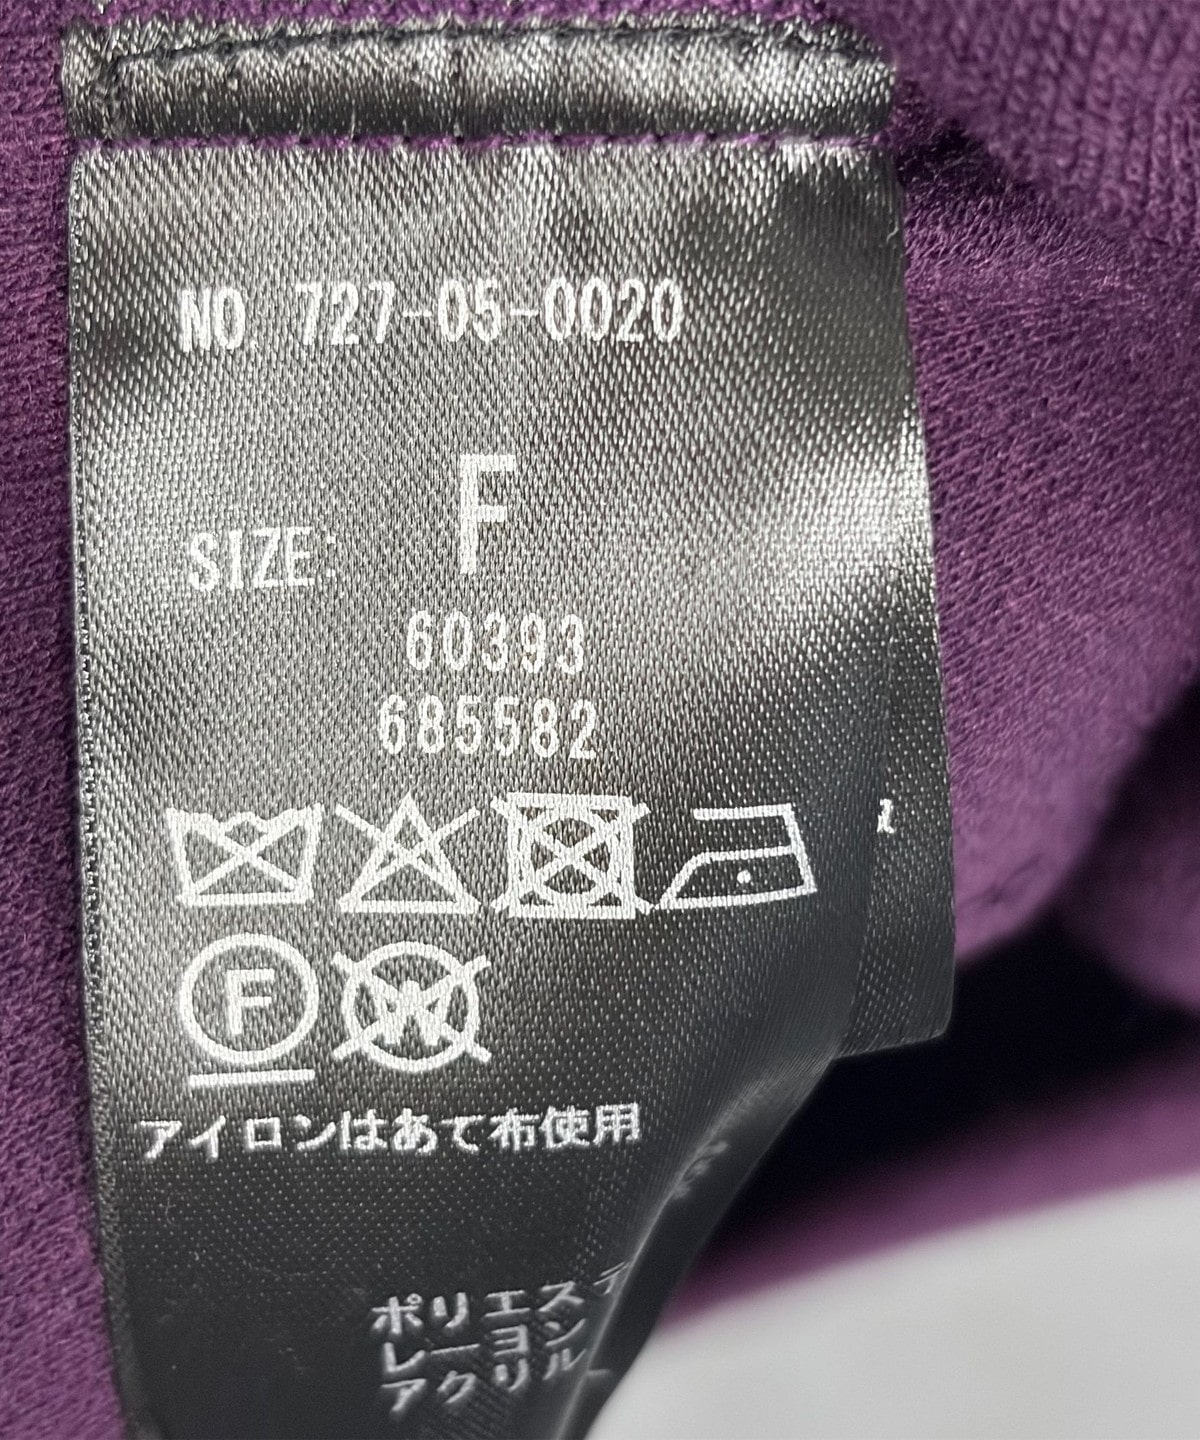 NO 727-05-0020
F
SIZE:
60393
685582
F
W
アイロンはあて布使用
ポリエステ
レーヨン
アクリル